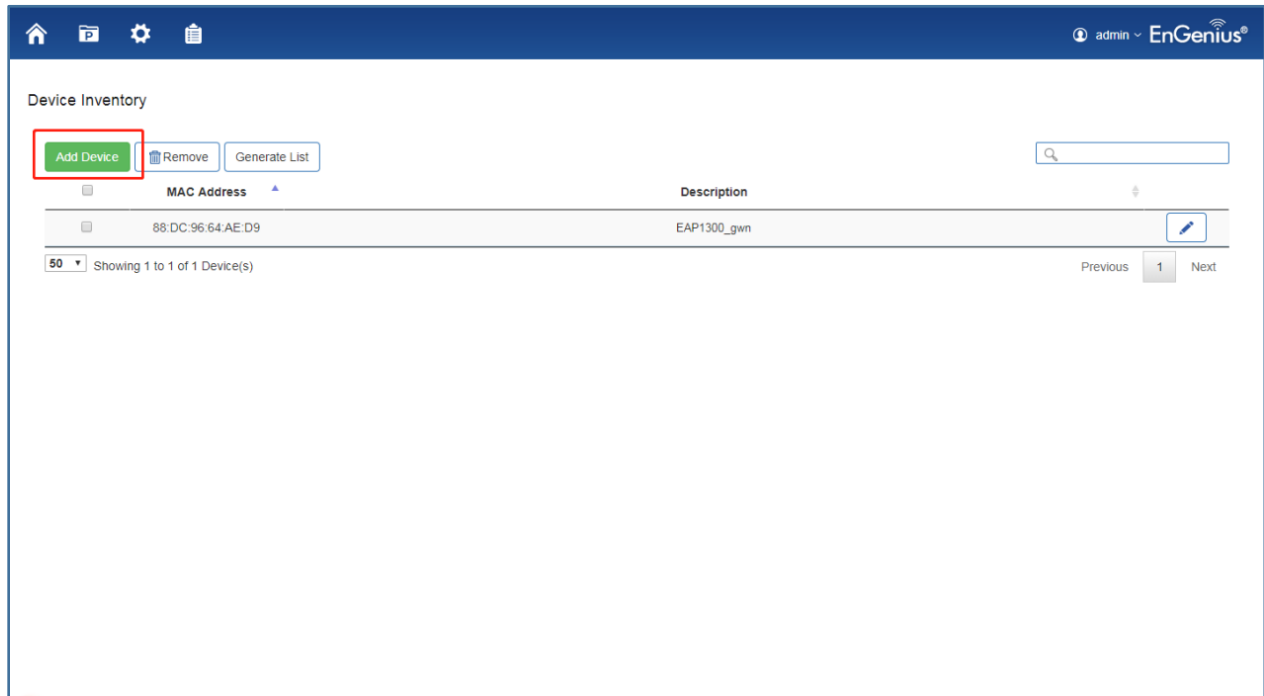 admin EnGenius®
Device Inventory
Add Device Remove Generate List
MAC Address Description
88:DC:96:64:AE:D9 EAP1300_gwn
50 Showing 1 to 1 of 1 Device(s) Previous 1 Next